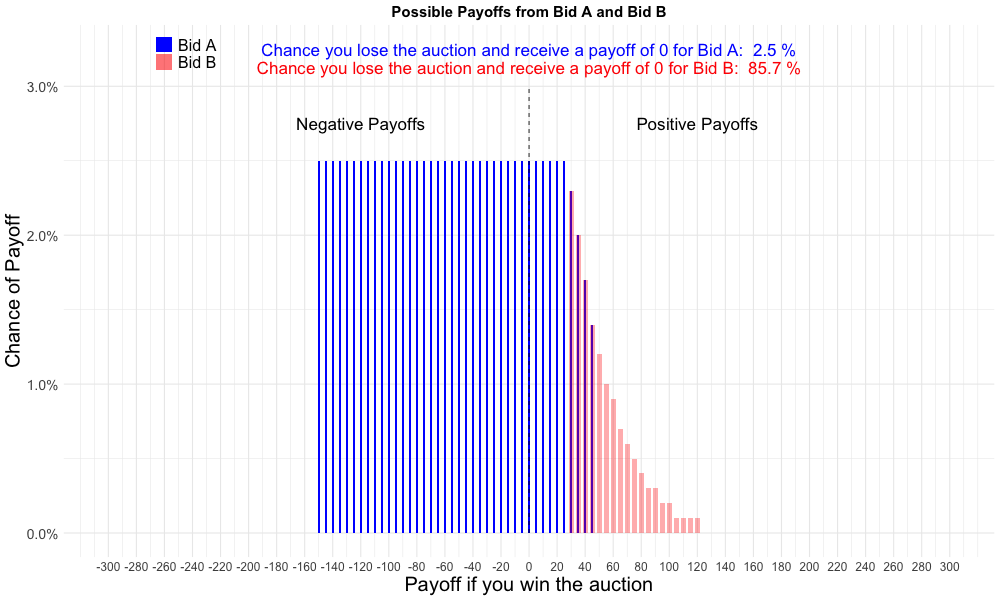 Possible Payoffs from Bid A and Bid B
Bid A
Bid B
Chance you lose the auction and receive a payoff of 0 for Bid A:  2.5 %
Chance you lose the auction and receive a payoff of 0 for Bid B:  85.7 %
Negative Payoffs
Positive Payoffs
Chance of Payoff
3.0%
2.0%
1.0%
0.0%
-300 -280 -260 -240 -220 -200 -180 -160 -140 -120 -100 -80 -60 -40 -20 0 20 40 60 80 100 120 140 160 180 200 220 240 260 280 300
Payoff if you win the auction